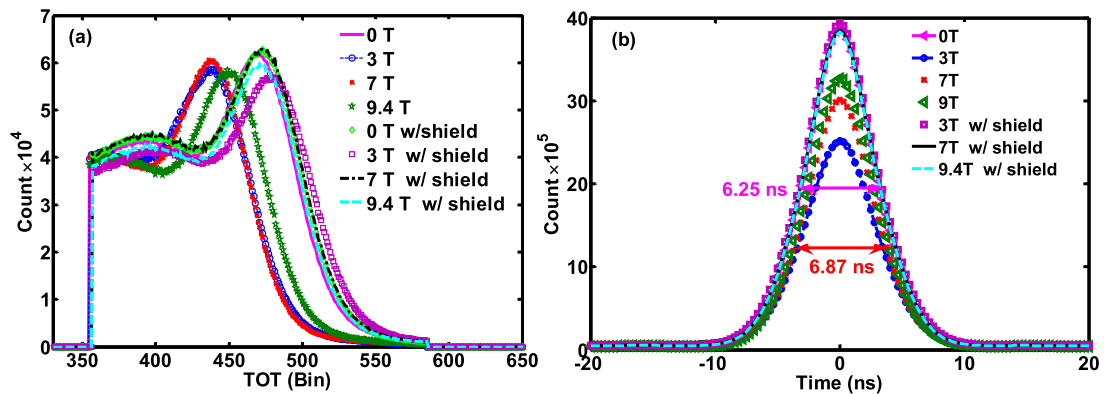 (a)
Count ×10⁴
7
6
5
4
3
2
1
0
350 400 450 500 550 600 650
TOT (Bin)
0 T
3 T
7 T
9.4 T
0 T w/shield
3 T w/ shield
7 T w/ shield
9.4 T w/ shield
(b)
Count ×10⁵
40
30
20
10
0
-20 -10 0 10 20
Time (ns)
0T
3T
7T
9T
3T w/ shield
7T w/ shield
9.4T w/ shield
6.25 ns
6.87 ns